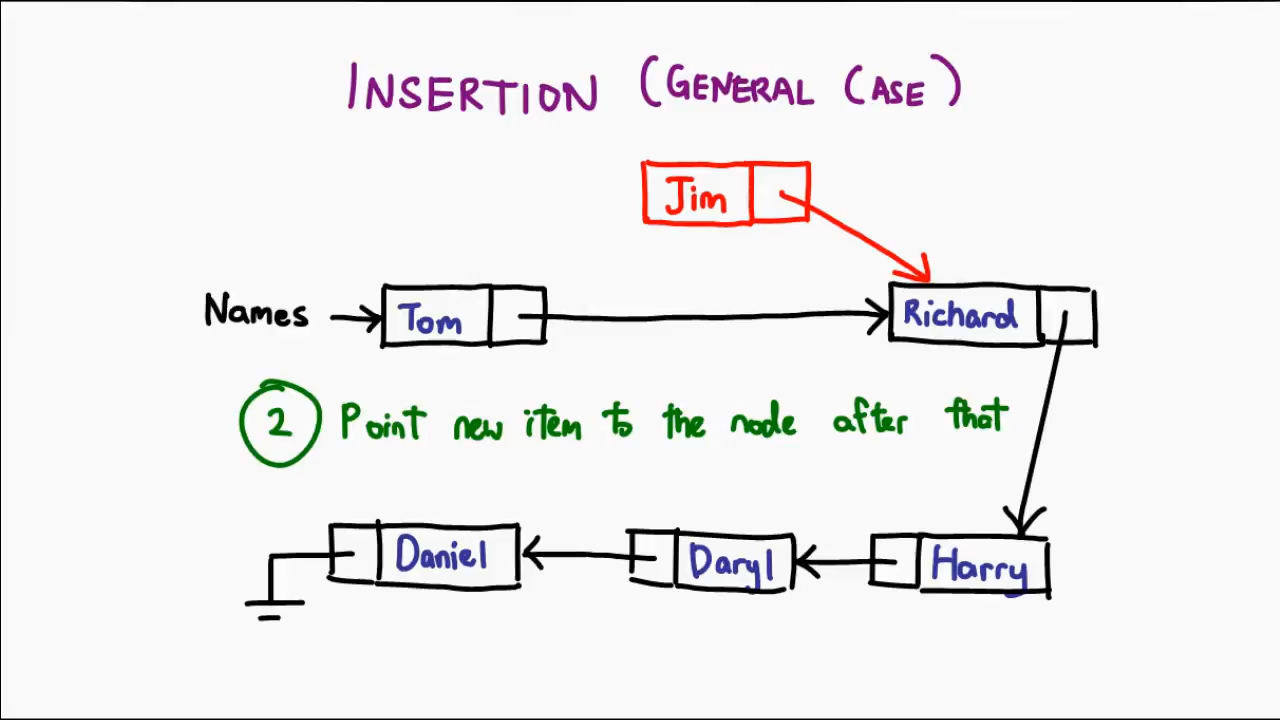 INSERTION (GENERAL CASE)
Jim
Names Tom Richard
2 Point new item to the node after that
Daniel Daryl Harry